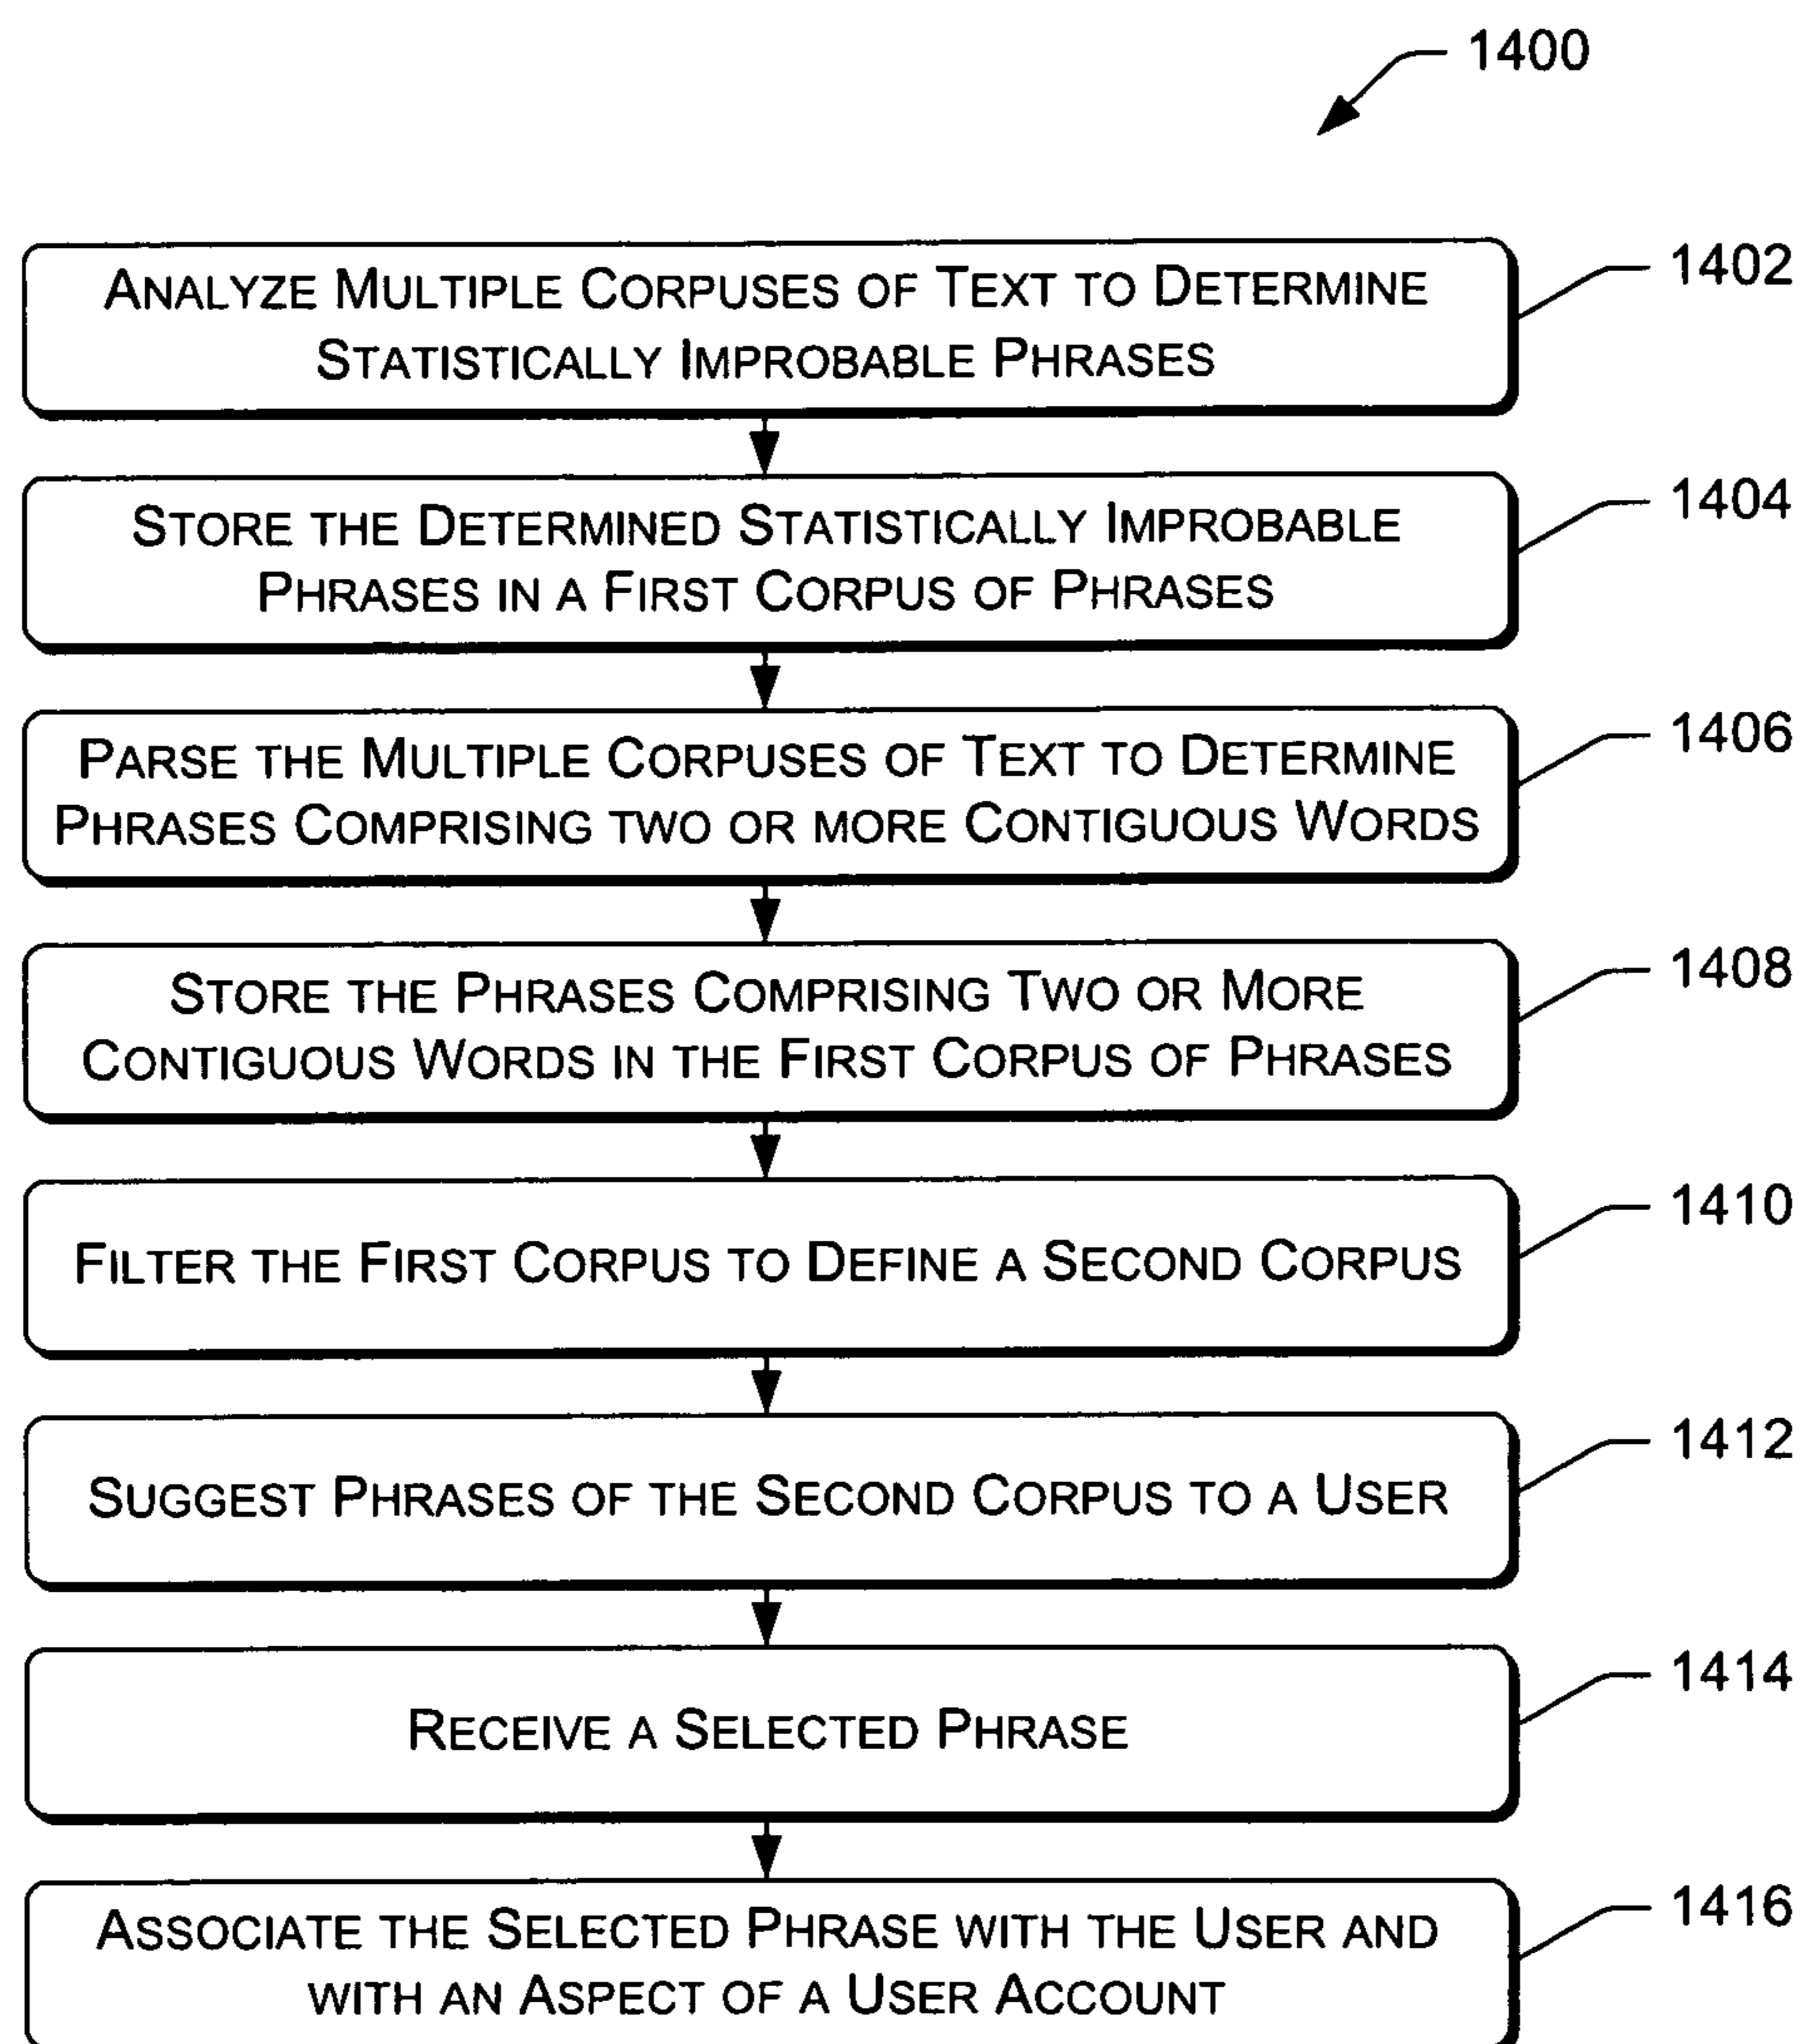 1400
ANALYZE MULTIPLE CORPUSES OF TEXT TO DETERMINE
STATISTICALLY IMPROBABLE PHRASES
1402
STORE THE DETERMINED STATISTICALLY IMPROBABLE
PHRASES IN A FIRST CORPUS OF PHRASES
1404
PARSE THE MULTIPLE CORPUSES OF TEXT TO DETERMINE
PHRASES COMPRISING TWO OR MORE CONTIGUOUS WORDS
1406
STORE THE PHRASES COMPRISING TWO OR MORE
CONTIGUOUS WORDS IN THE FIRST CORPUS OF PHRASES
1408
FILTER THE FIRST CORPUS TO DEFINE A SECOND CORPUS
1410
SUGGEST PHRASES OF THE SECOND CORPUS TO A USER
1412
RECEIVE A SELECTED PHRASE
1414
ASSOCIATE THE SELECTED PHRASE WITH THE USER AND
WITH AN ASPECT OF A USER ACCOUNT
1416